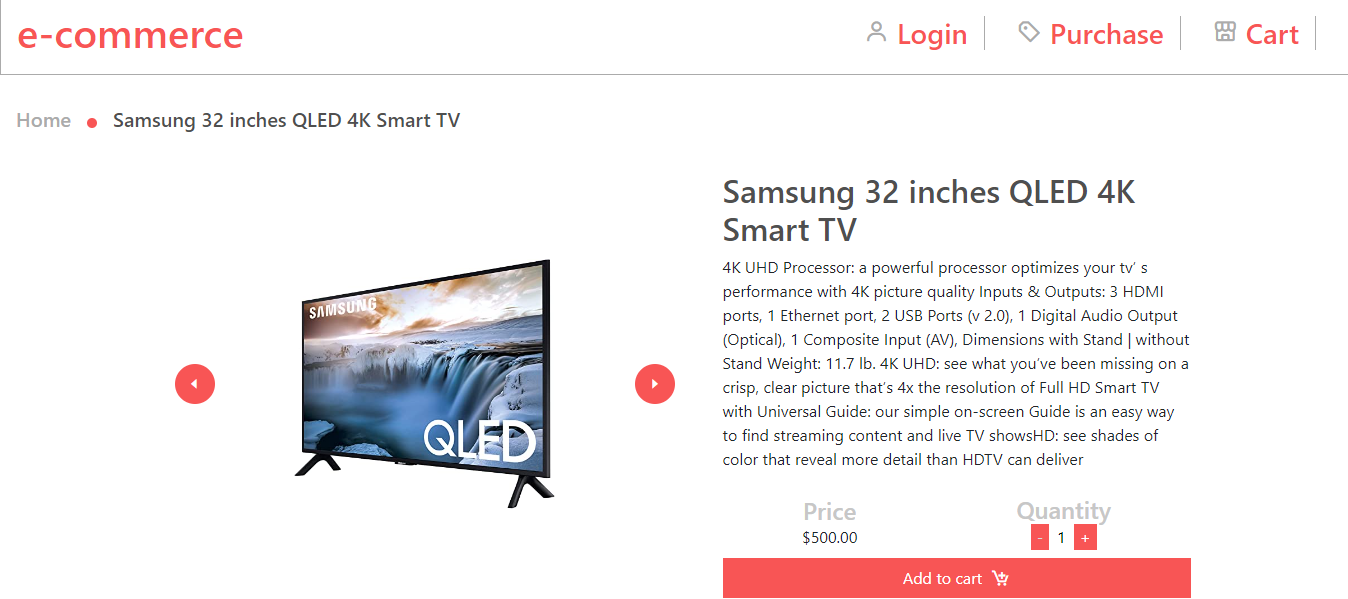 e-commerce
Login
Purchase
Cart
Home
Samsung 32 inches QLED 4K Smart TV
Samsung 32 inches QLED 4K
Smart TV
4K UHD Processor: a powerful processor optimizes your tv’ s
performance with 4K picture quality Inputs & Outputs: 3 HDMI
ports, 1 Ethernet port, 2 USB Ports (v 2.0), 1 Digital Audio Output
(Optical), 1 Composite Input (AV), Dimensions with Stand | without
Stand Weight: 11.7 lb. 4K UHD: see what you’ve been missing on a
crisp, clear picture that’s 4x the resolution of Full HD Smart TV
with Universal Guide: our simple on-screen Guide is an easy way
to find streaming content and live TV showsHD: see shades of
color that reveal more detail than HDTV can deliver
SAMSUNG
QLED
Price
Quantity
$500.00
- 1 +
Add to cart